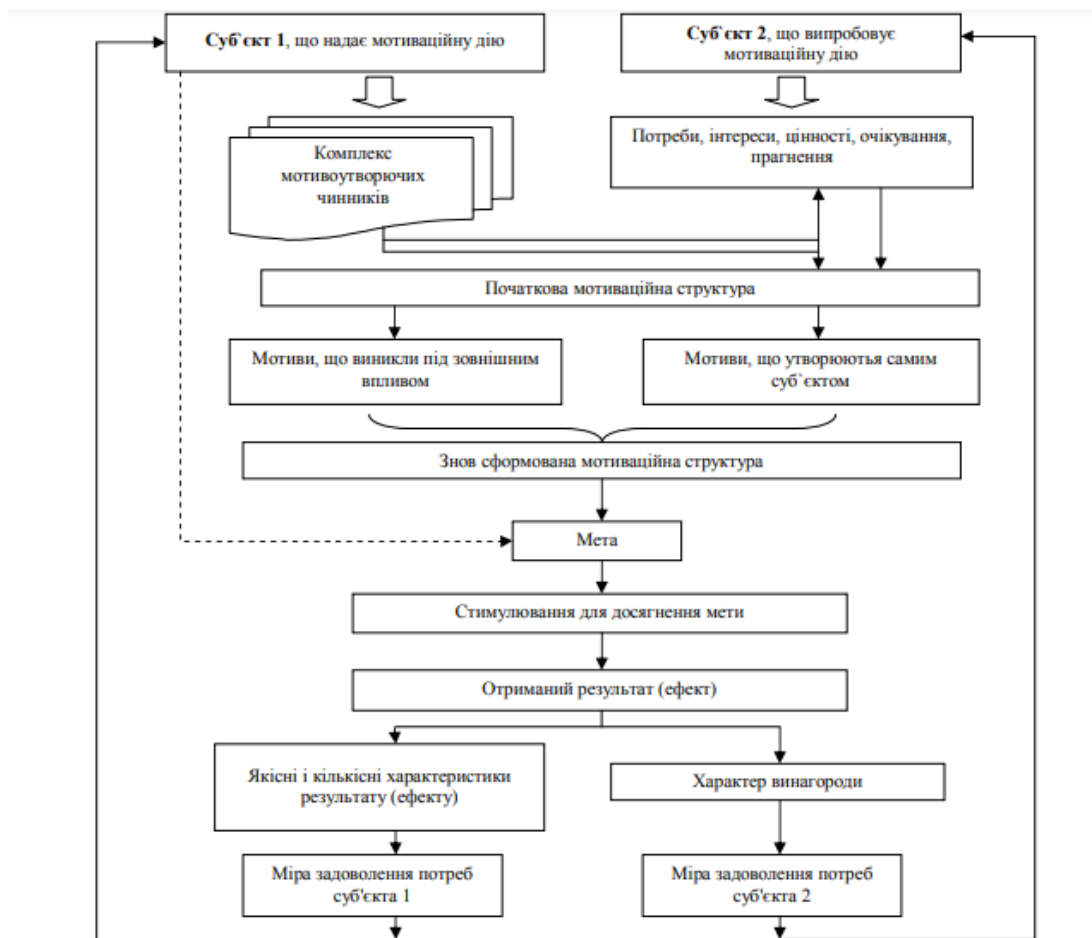 Суб`єкт 1, що надає мотиваційну дію
Суб`єкт 2, що випробовує
мотиваційну дію
Комплекс
мотивоутворюючих
чинників
Потреби, інтереси, цінності, очікування,
прагнення
Початкова мотиваційна структура
Мотиви, що виникли під зовнішним
впливом
Мотиви, що утворюютья самим
суб`єктом
Знов сформована мотиваційна структура
Мета
Стимулювання для досягнення мети
Отриманий результат (ефект)
Якісні і кількісні характеристики
результату (ефекту)
Характер винагороди
Міра задоволення потреб
суб'єкта 1
Міра задоволення потреб
суб'єкта 2